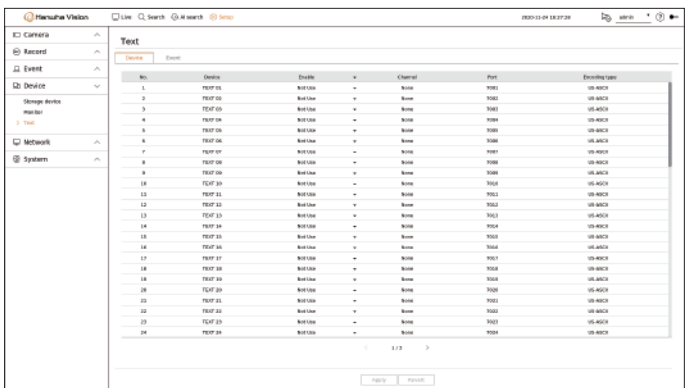 Hanwha Vision
Live Search AI search Setup 2023-11-24 18:27:28 admin
Camera
Record
Event
Device
Storage device
Monitor
Text
Network
System
Text
Device Event
No. Device Enable Channel Port Encoding type
1 TEXT 01 Not Use None 7001 US-ASCII
2 TEXT 02 Not Use None 7002 US-ASCII
3 TEXT 03 Not Use None 7003 US-ASCII
4 TEXT 04 Not Use None 7004 US-ASCII
5 TEXT 05 Not Use None 7005 US-ASCII
6 TEXT 06 Not Use None 7006 US-ASCII
7 TEXT 07 Not Use None 7007 US-ASCII
8 TEXT 08 Not Use None 7008 US-ASCII
9 TEXT 09 Not Use None 7009 US-ASCII
10 TEXT 10 Not Use None 7010 US-ASCII
11 TEXT 11 Not Use None 7011 US-ASCII
12 TEXT 12 Not Use None 7012 US-ASCII
13 TEXT 13 Not Use None 7013 US-ASCII
14 TEXT 14 Not Use None 7014 US-ASCII
15 TEXT 15 Not Use None 7015 US-ASCII
16 TEXT 16 Not Use None 7016 US-ASCII
17 TEXT 17 Not Use None 7017 US-ASCII
18 TEXT 18 Not Use None 7018 US-ASCII
19 TEXT 19 Not Use None 7019 US-ASCII
20 TEXT 20 Not Use None 7020 US-ASCII
21 TEXT 21 Not Use None 7021 US-ASCII
22 TEXT 22 Not Use None 7022 US-ASCII
23 TEXT 23 Not Use None 7023 US-ASCII
24 TEXT 24 Not Use None 7024 US-ASCII
Apply Revert